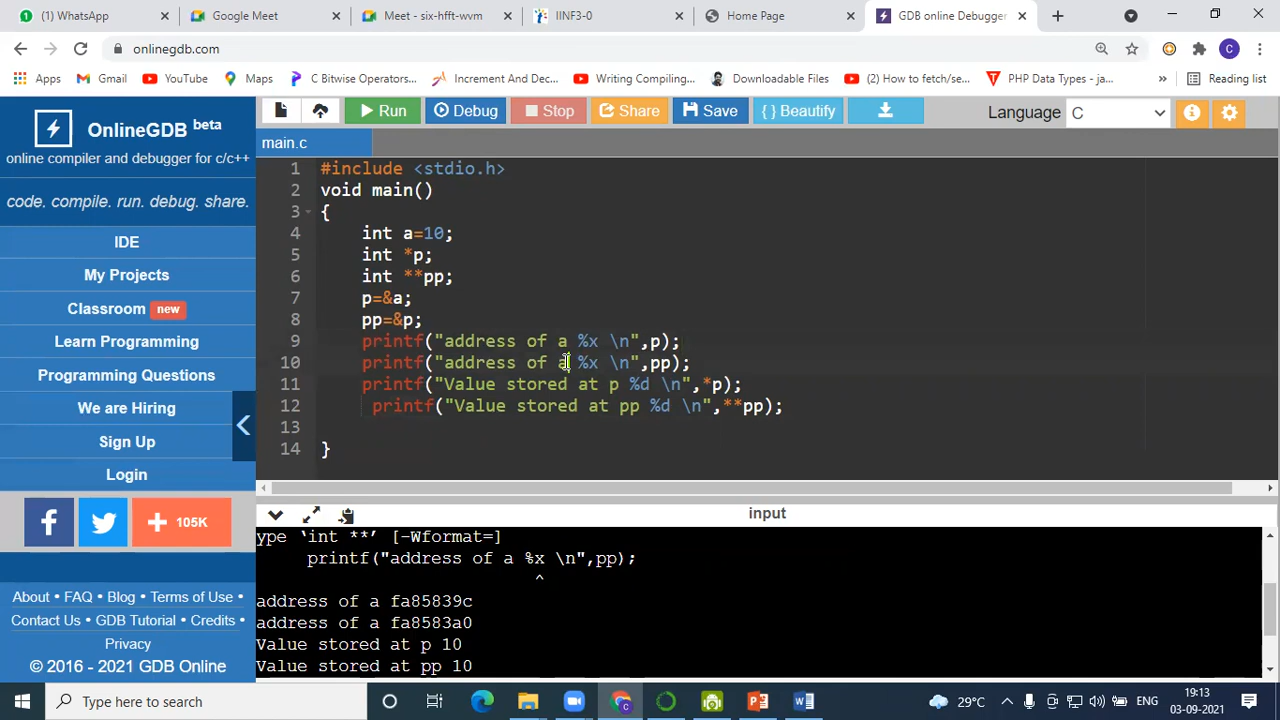 (1) WhatsApp
Google Meet
Meet - six-hfft-wvm
IINF3-0
Home Page
GDB online Debugger
onlinegdb.com
C
Apps
Gmail
YouTube
Maps
C Bitwise Operators...
Increment And Dec...
Writing Compiling...
Downloadable Files
(2) How to fetch/se...
PHP Data Types - ja...
»
Reading list
OnlineGDB beta
online compiler and debugger for c/c++
code. compile. run. debug. share.
IDE
My Projects
Classroom new
Learn Programming
Programming Questions
We are Hiring
Sign Up
Login
+ 105K
About • FAQ • Blog • Terms of Use •
Contact Us • GDB Tutorial • Credits •
Privacy
© 2016 - 2021 GDB Online
Run
Debug
Stop
Share
Save
{ } Beautify
Language
C
main.c
1 #include <stdio.h>
2 void main()
3 {
4 int a=10;
5 int *p;
6 int **pp;
7 p=&a;
8 pp=&p;
9 printf("address of a %x \n",p);
10 printf("address of a %x \n",pp);
11 printf("Value stored at p %d \n",*p);
12 printf("Value stored at pp %d \n",**pp);
13
14 }
input
ype ‘int **’ [-Wformat=]
printf("address of a %x \n",pp);
^
address of a fa85839c
address of a fa8583a0
Value stored at p 10
Value stored at pp 10
Type here to search
29°C
ENG
19:13
03-09-2021